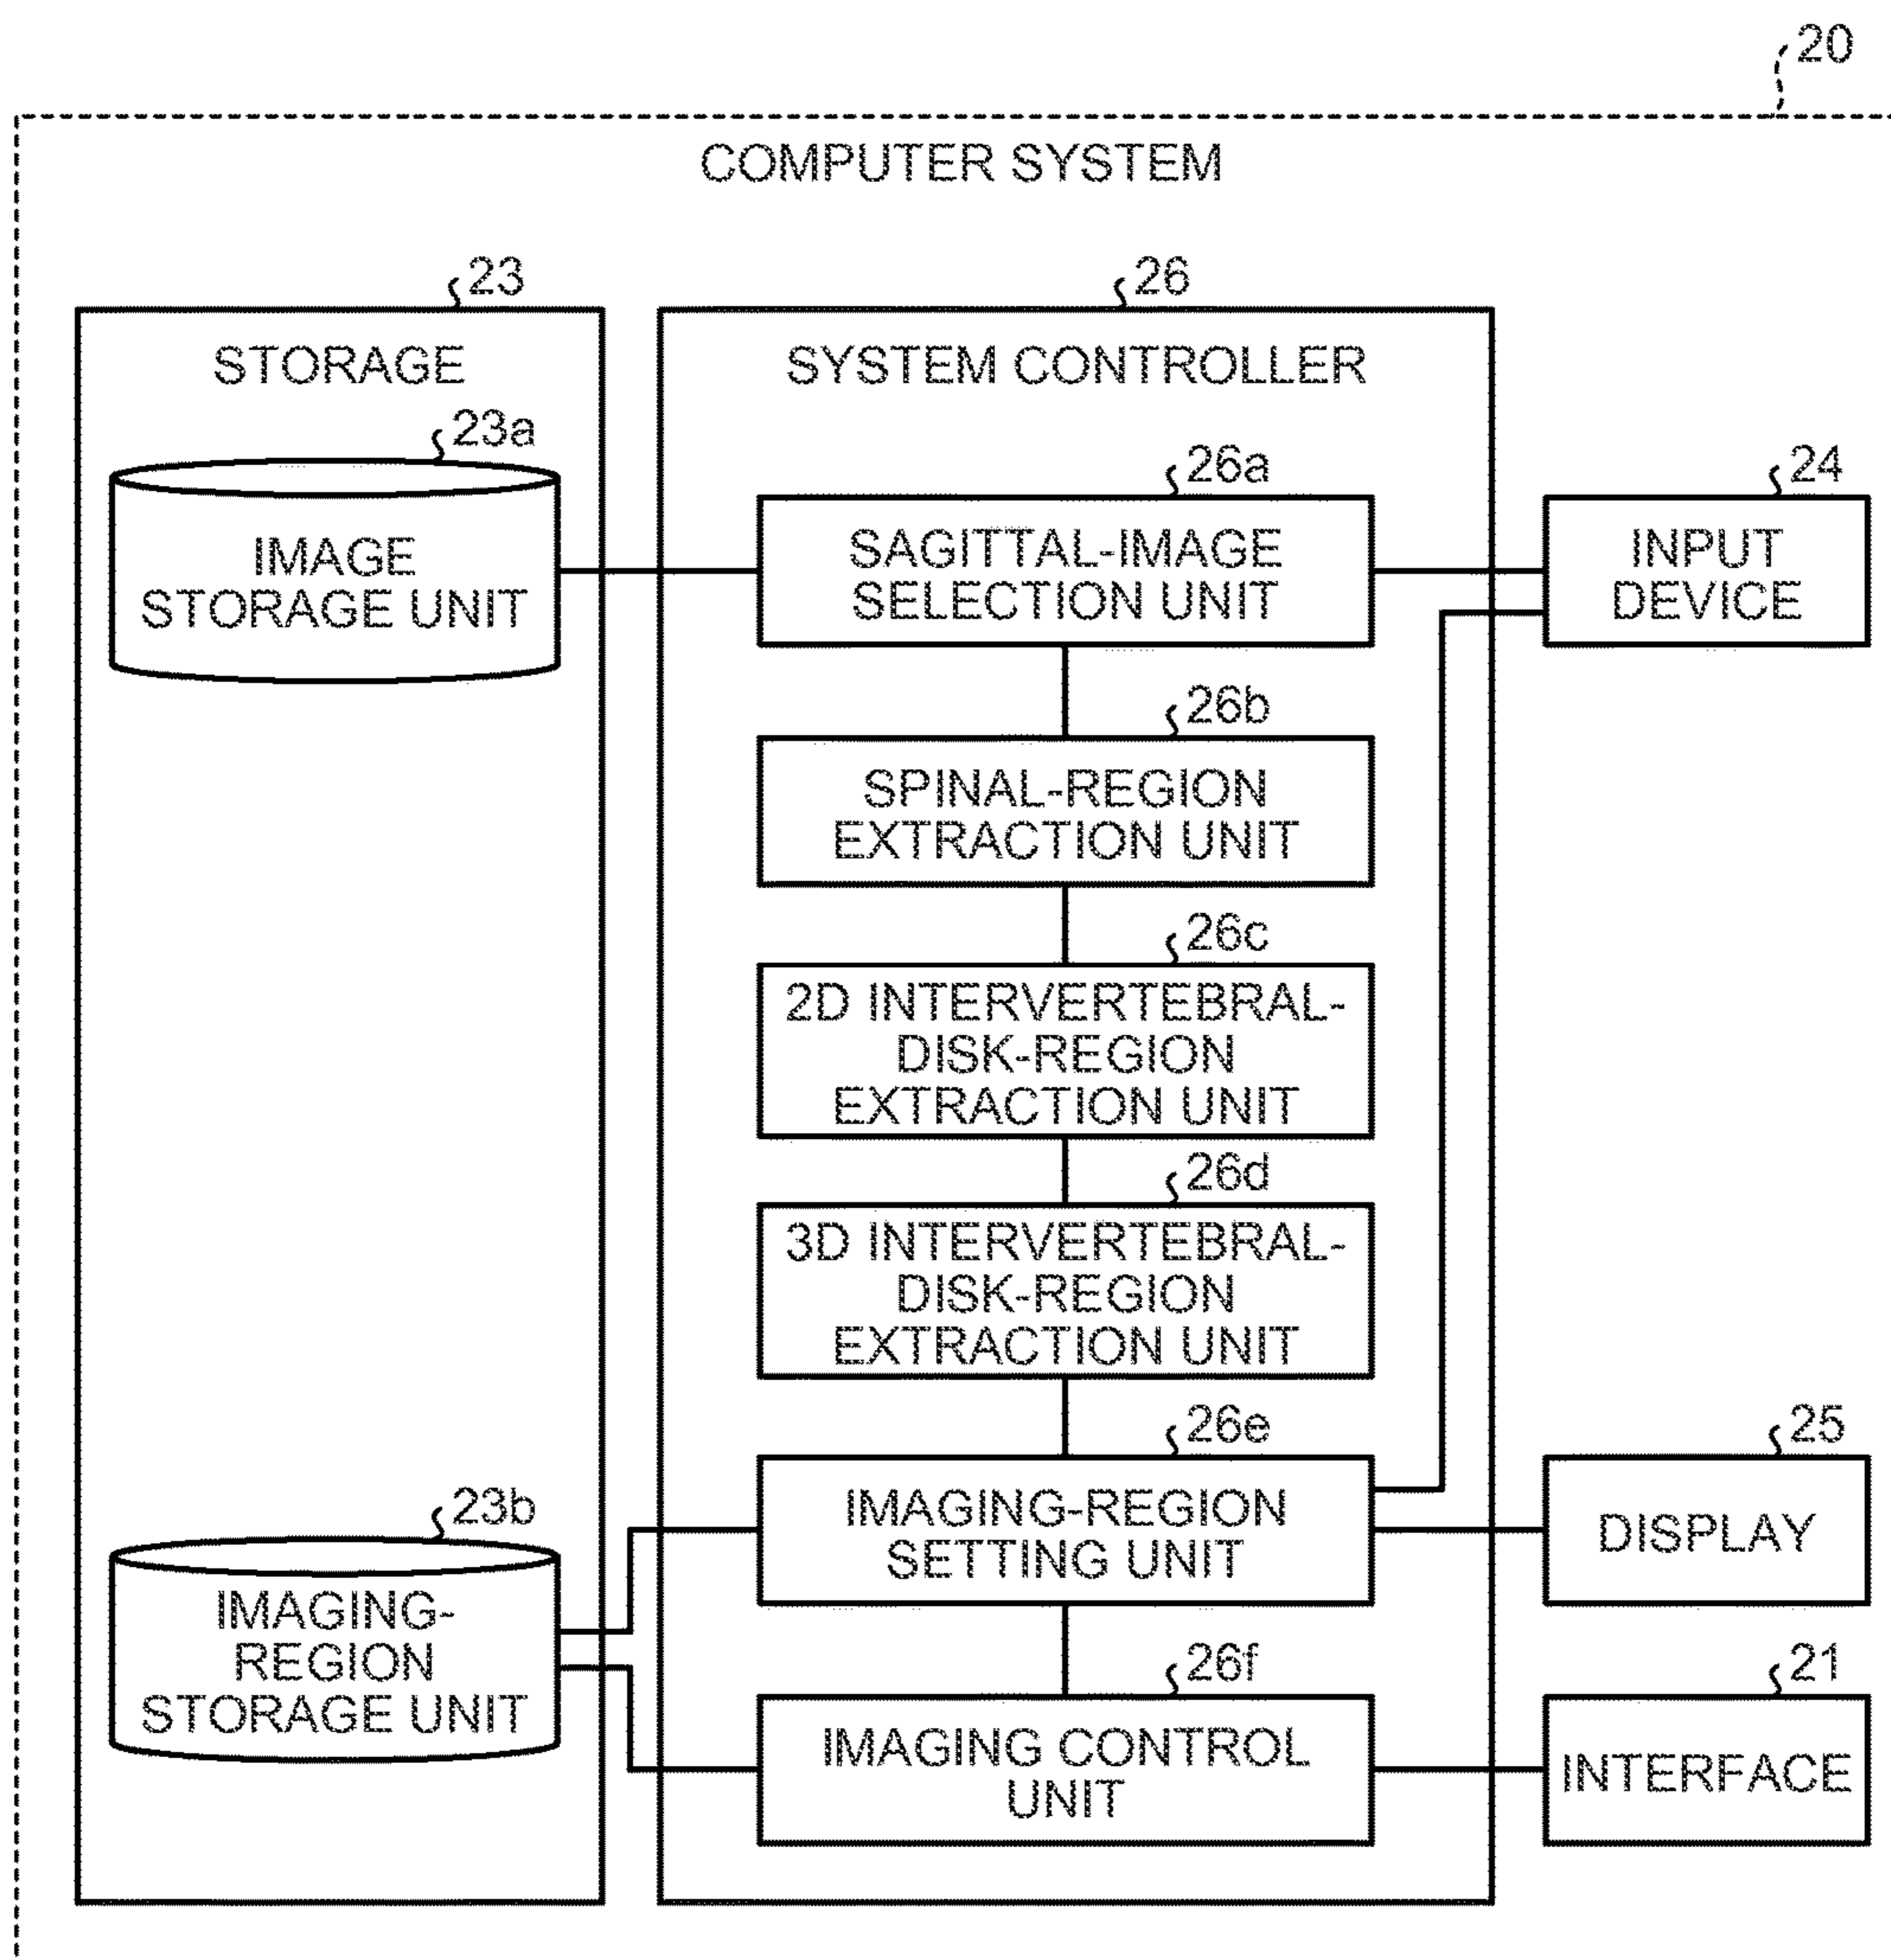 20
COMPUTER SYSTEM
23
STORAGE
23a
IMAGE
STORAGE UNIT
23b
IMAGING-
REGION
STORAGE UNIT
26
SYSTEM CONTROLLER
26a
SAGITTAL-IMAGE
SELECTION UNIT
26b
SPINAL-REGION
EXTRACTION UNIT
26c
2D INTERVERTEBRAL-
DISK-REGION
EXTRACTION UNIT
26d
3D INTERVERTEBRAL-
DISK-REGION
EXTRACTION UNIT
26e
IMAGING-REGION
SETTING UNIT
26f
IMAGING CONTROL
UNIT
24
INPUT
DEVICE
25
DISPLAY
21
INTERFACE